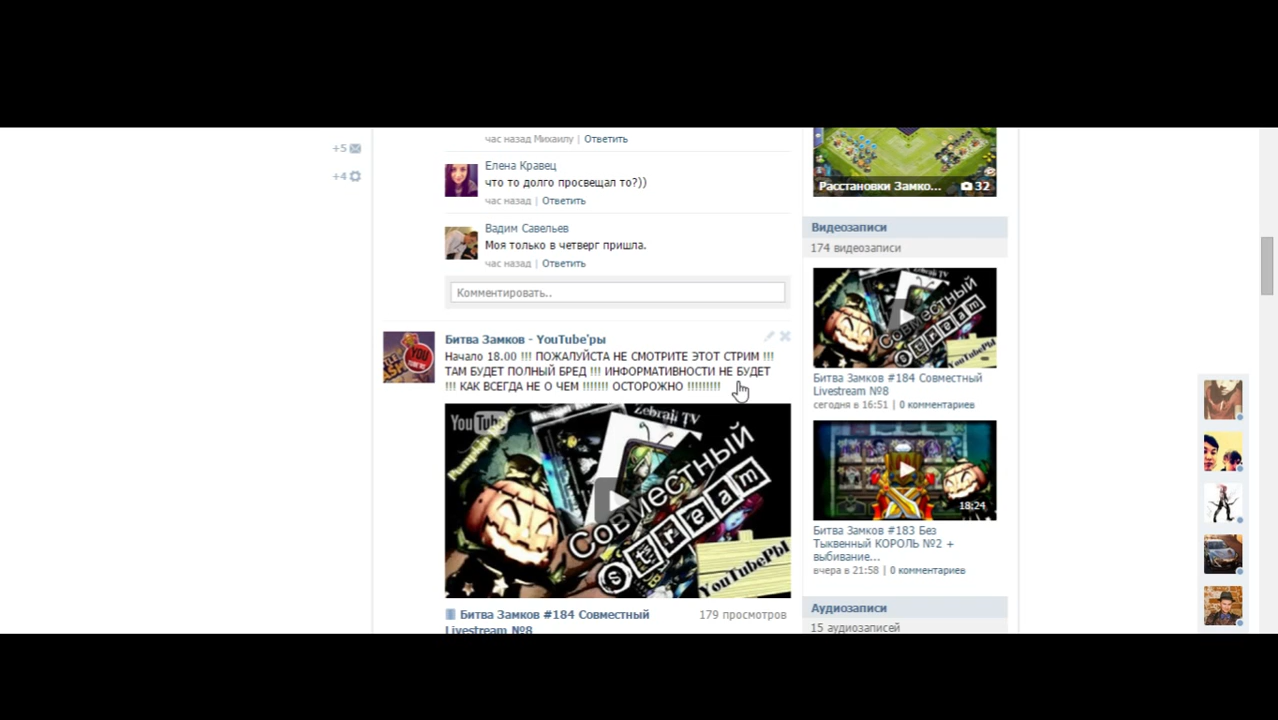 +5
+4
час назад Михаилу | Ответить
Елена Кравец
что то долго просвещал то?))
час назад | Ответить
Вадим Савельев
Моя только в четверг пришла.
час назад | Ответить
Комментировать..
Битва Замков - YouTube'ры
Начало 18.00 !!! ПОЖАЛУЙСТА НЕ СМОТРИТЕ ЭТОТ СТРИМ !!!
ТАМ БУДЕТ ПОЛНЫЙ БРЕД !!! ИНФОРМАТИВНОСТИ НЕ БУДЕТ
!!! КАК ВСЕГДА НЕ О ЧЕМ !!!!!!! ОСТОРОЖНО !!!!!!!!!
YouTube
Zebrali TV
Совместный
stream
YouTubePbl
Битва Замков #184 Совместный
Livestream №8
179 просмотров
Расстановки Замко... 32
Видеозаписи
174 видеозаписи
Совместный
stream
YouTubePbl
Битва Замков #184 Совместный
Livestream №8
сегодня в 16:51 | 0 комментариев
18:24
Битва Замков #183 Без
Тыквенный КОРОЛЬ №2 +
выбивание...
вчера в 21:58 | 0 комментариев
Аудиозаписи
15 аудиозаписей
YOU